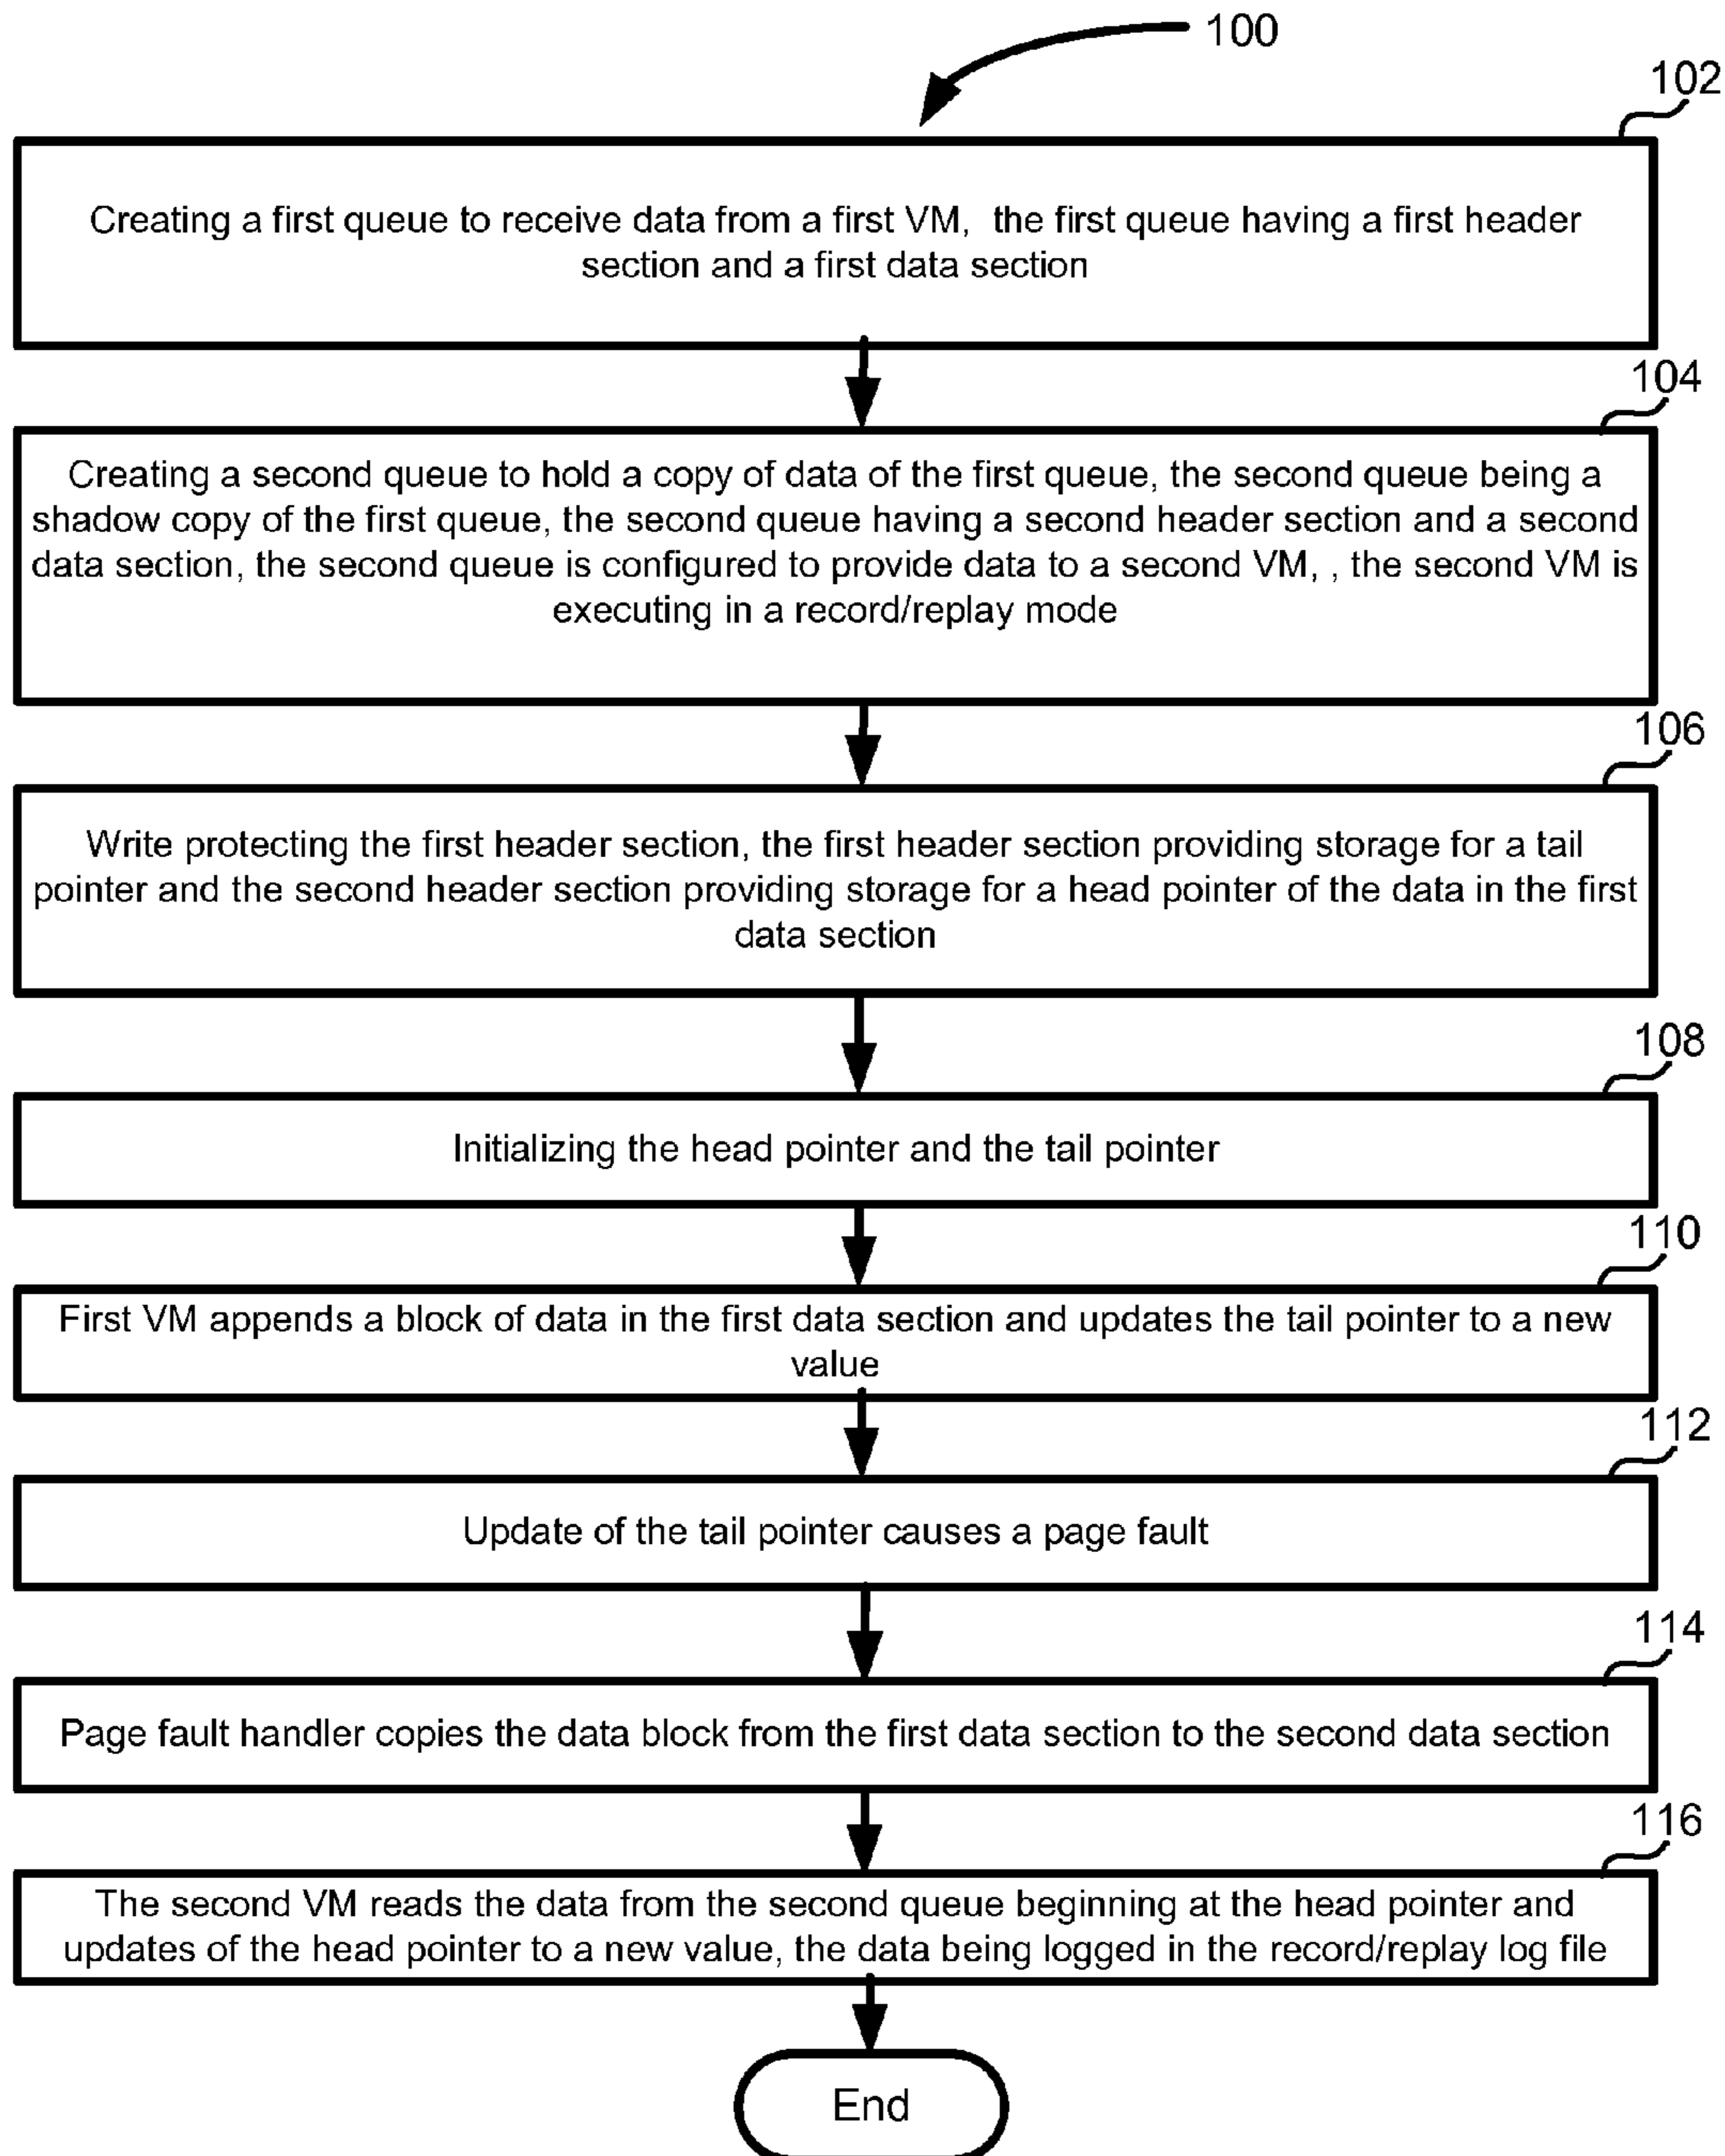 100
102
Creating a first queue to receive data from a first VM,  the first queue having a first header
section and a first data section
104
Creating a second queue to hold a copy of data of the first queue, the second queue being a
shadow copy of the first queue, the second queue having a second header section and a second
data section, the second queue is configured to provide data to a second VM, , the second VM is
executing in a record/replay mode
106
Write protecting the first header section, the first header section providing storage for a tail
pointer and the second header section providing storage for a head pointer of the data in the first
data section
108
Initializing the head pointer and the tail pointer
110
First VM appends a block of data in the first data section and updates the tail pointer to a new
value
112
Update of the tail pointer causes a page fault
114
Page fault handler copies the data block from the first data section to the second data section
116
The second VM reads the data from the second queue beginning at the head pointer and
updates of the head pointer to a new value, the data being logged in the record/replay log file
End